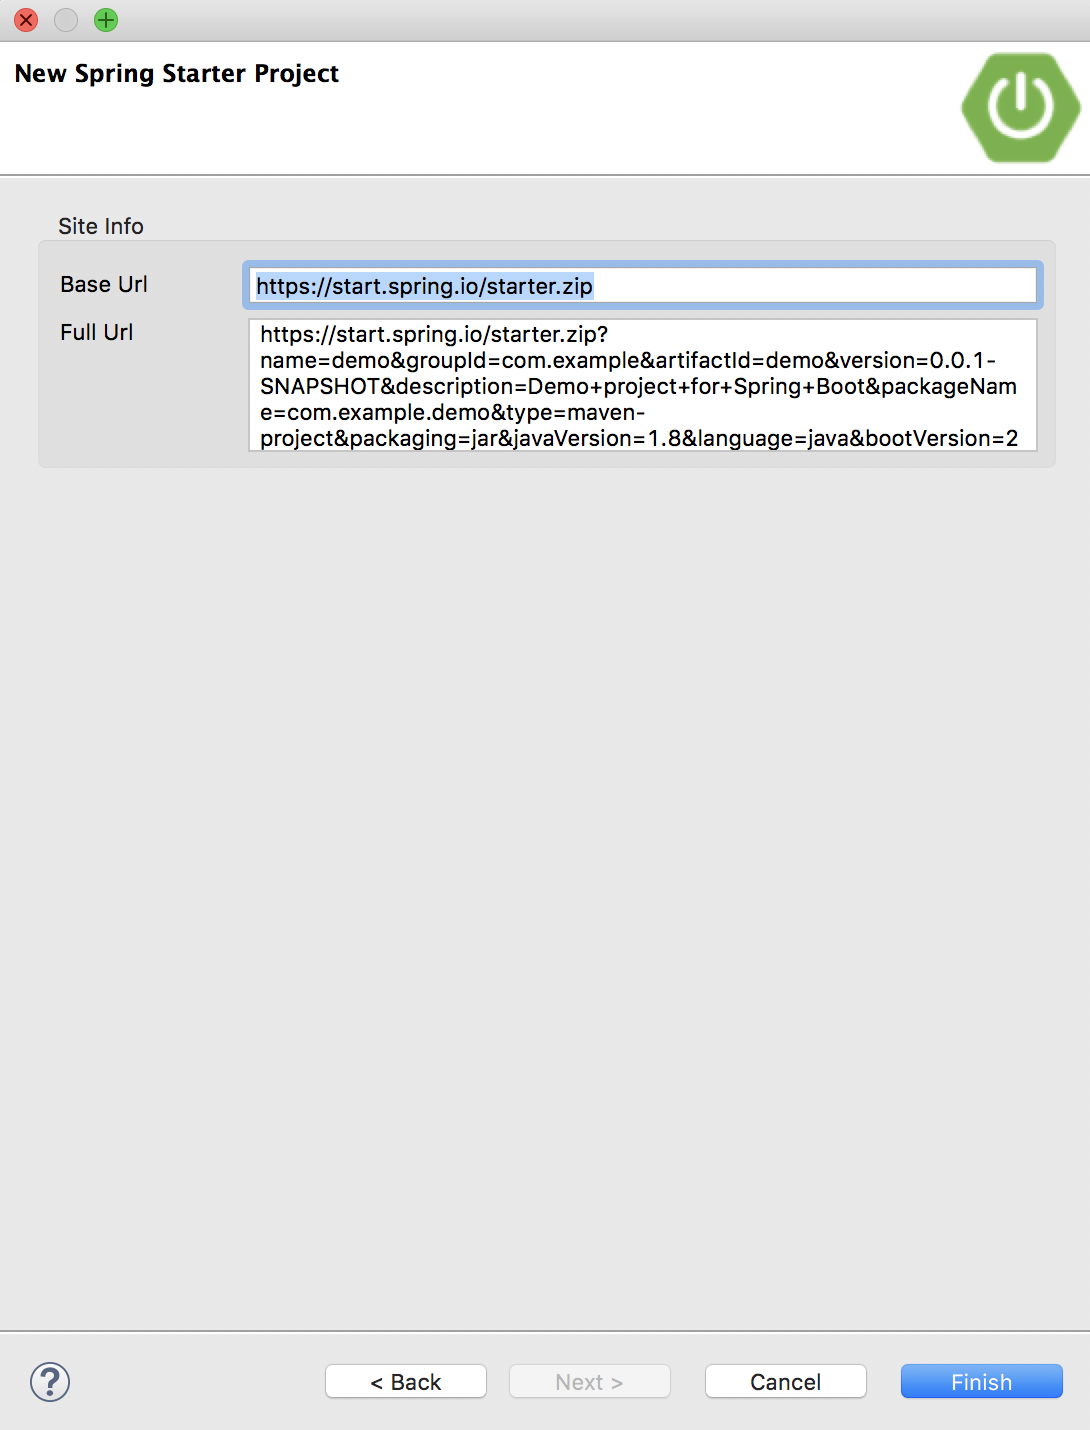 New Spring Starter Project
Site Info
Base Url
https://start.spring.io/starter.zip
Full Url
https://start.spring.io/starter.zip?
name=demo&groupId=com.example&artifactId=demo&version=0.0.1-
SNAPSHOT&description=Demo+project+for+Spring+Boot&packageNam
e=com.example.demo&type=maven-
project&packaging=jar&javaVersion=1.8&language=java&bootVersion=2
?
< Back
Next >
Cancel
Finish